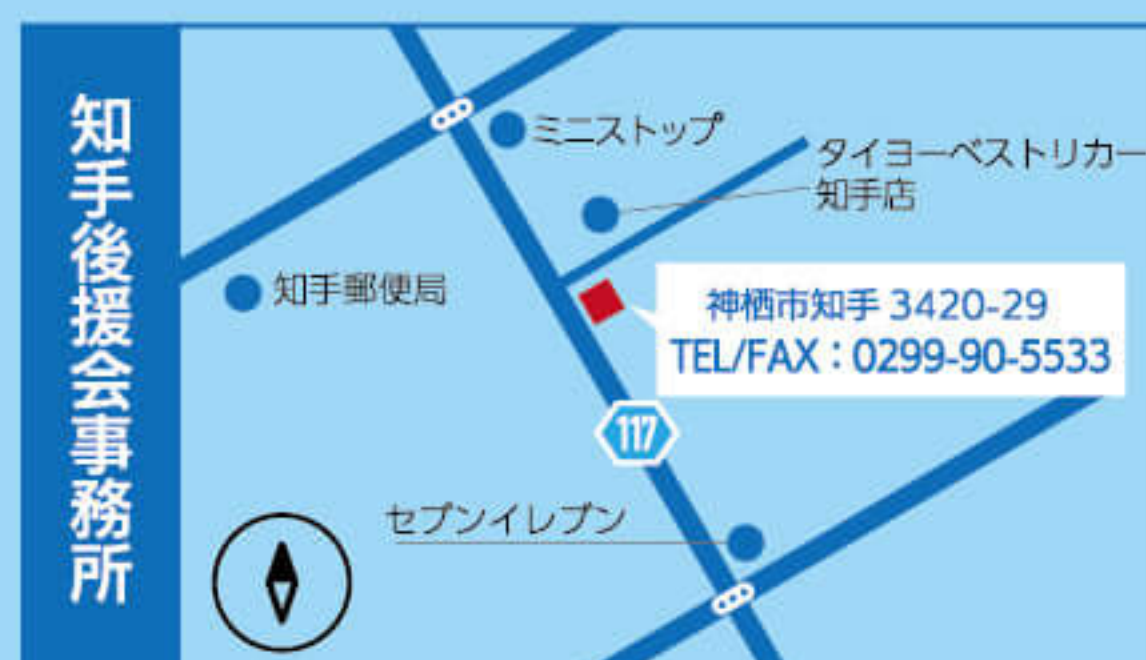 知手後援会事務所
ミニストップ
タイヨーベストリカー
知手店
知手郵便局
神栖市知手 3420-29
TEL/FAX：0299-90-5533
117
セブンイレブン